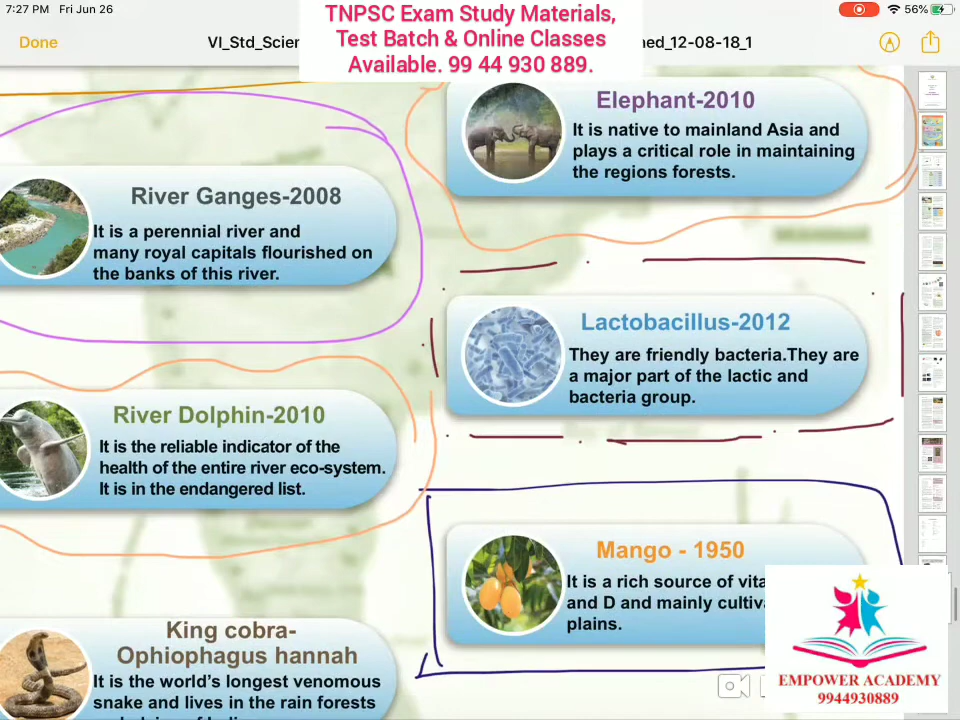 7:27 PM Fri Jun 26
56%
TNPSC Exam Study Materials,
Test Batch & Online Classes
Available. 99 44 930 889.
Done
VI_Std_Scien
ned_12-08-18_1
Elephant-2010
It is native to mainland Asia and
plays a critical role in maintaining
the regions forests.
River Ganges-2008
It is a perennial river and
many royal capitals flourished on
the banks of this river.
Lactobacillus-2012
They are friendly bacteria.They are
a major part of the lactic and
bacteria group.
River Dolphin-2010
It is the reliable indicator of the
health of the entire river eco-system.
It is in the endangered list.
Mango - 1950
It is a rich source of vita
and D and mainly cultiv
plains.
King cobra-
Ophiophagus hannah
It is the world's longest venomous
snake and lives in the rain forests
EMPOWER ACADEMY
9944930889